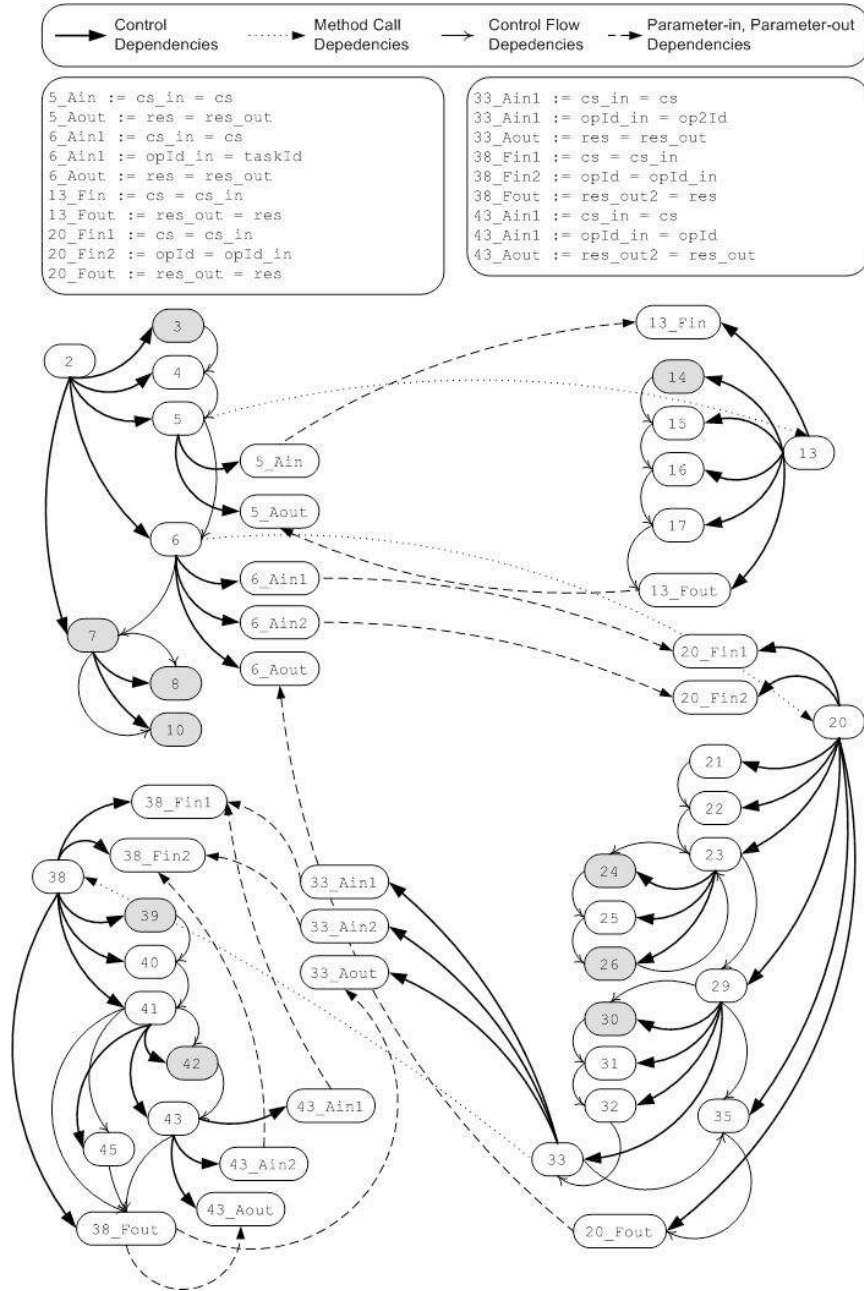 Control Dependencies
Method Call Depedencies
Control Flow Depedencies
Parameter-in, Parameter-out Dependencies
5_Ain := cs_in = cs
5_Aout := res = res_out
6_Ain1 := cs_in = cs
6_Ain1 := opId_in = taskId
6_Aout := res = res_out
13_Fin := cs = cs_in
13_Fout := res_out = res
20_Fin1 := cs = cs_in
20_Fin2 := opId = opId_in
20_Fout := res_out = res
33_Ain1 := cs_in = cs
33_Ain1 := opId_in = op2Id
33_Aout := res = res_out
38_Fin1 := cs = cs_in
38_Fin2 := opId = opId_in
38_Fout := res_out2 = res
43_Ain1 := cs_in = cs
43_Ain1 := opId_in = opId
43_Aout := res_out2 = res_out
2
3
4
5
5_Ain
5_Aout
6
6_Ain1
6_Ain2
6_Aout
7
8
10
13_Fin
14
15
13
16
17
13_Fout
20_Fin1
20_Fin2
20
21
22
23
24
25
26
29
30
31
32
35
33
20_Fout
38_Fin1
38_Fin2
38
39
40
41
42
43
45
33_Ain1
33_Ain2
33_Aout
43_Ain1
43_Ain2
43_Aout
38_Fout